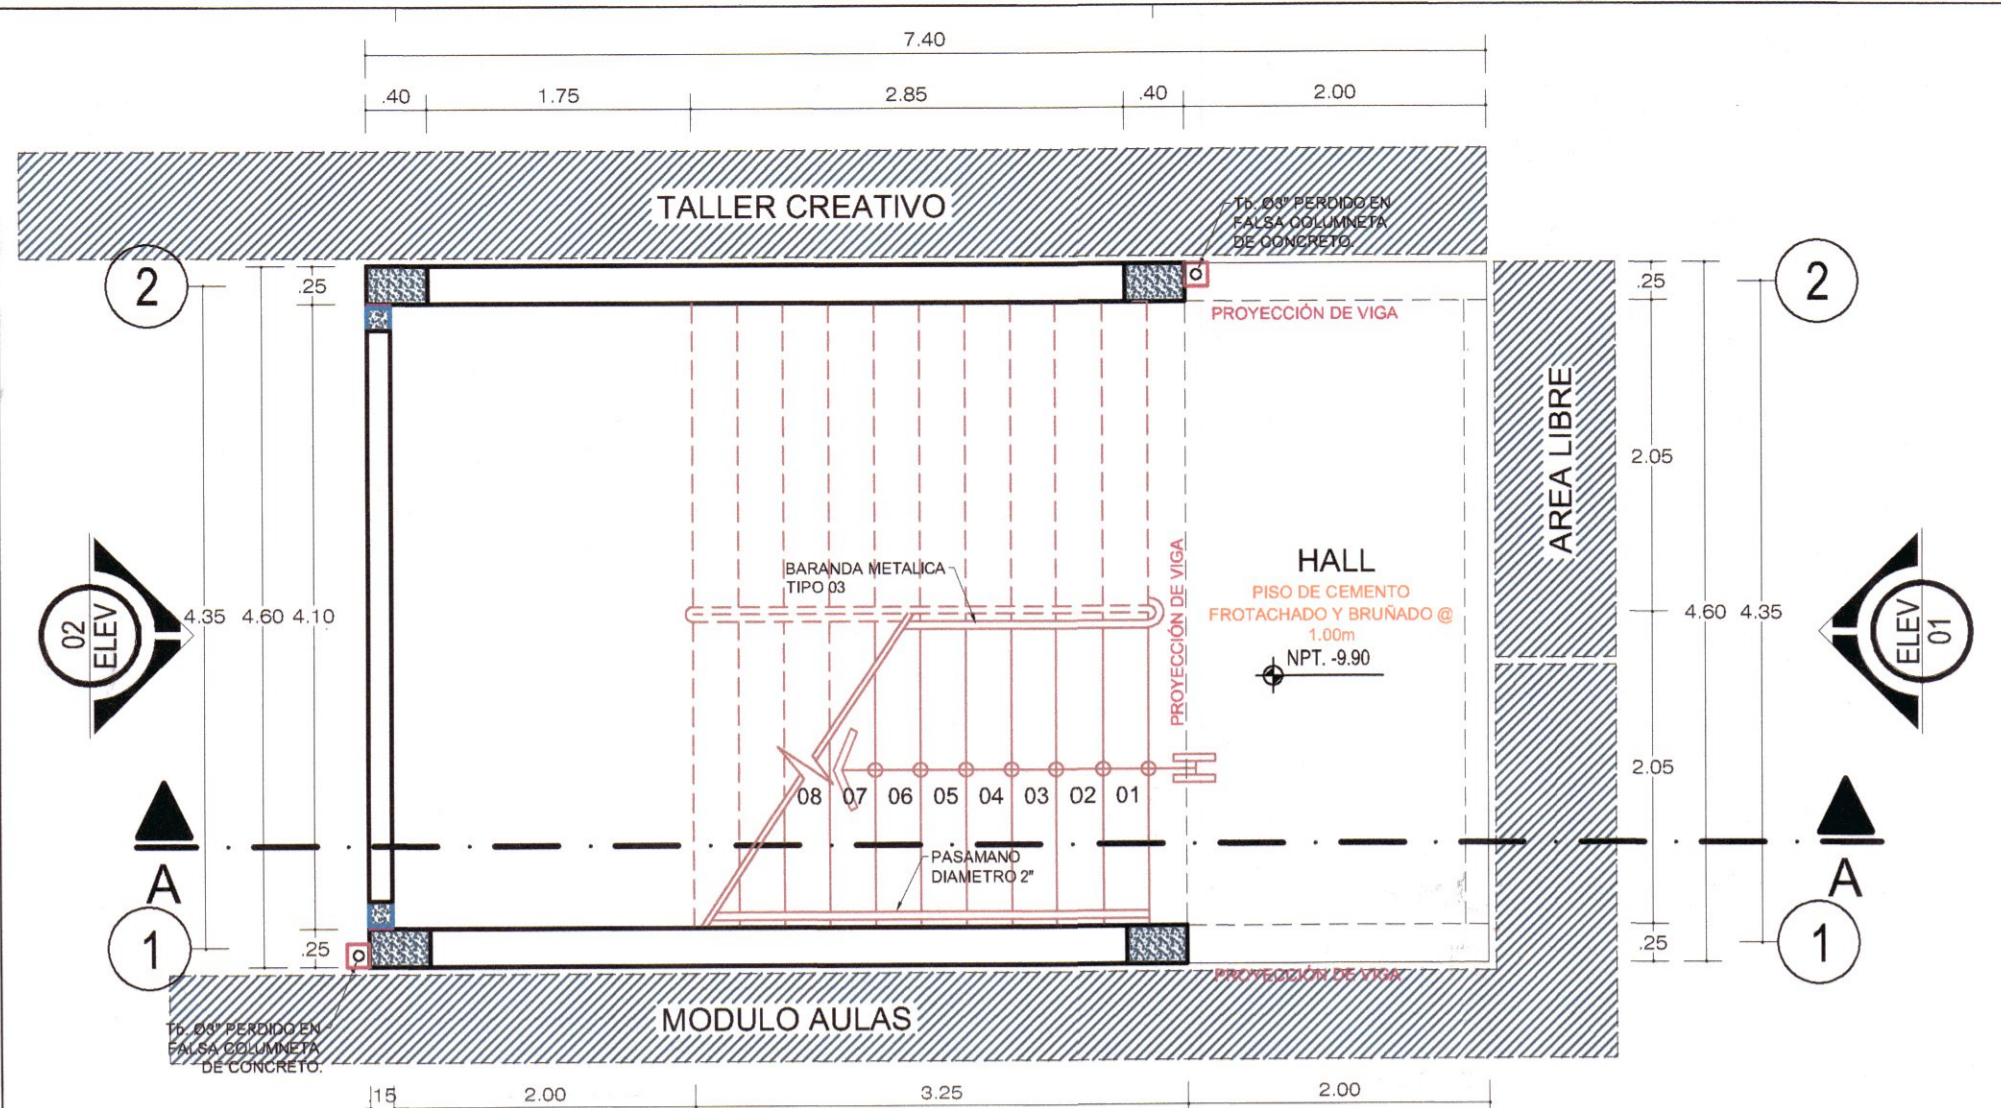 7.40
.40 1.75 2.85 .40 2.00
TALLER CREATIVO
Tb. Ø3" PERDIDO EN
FALSA COLUMNETA
DE CONCRETO.
2
.25
PROYECCIÓN DE VIGA
.25
2
AREA LIBRE
2.05
BARANDA METALICA
TIPO 03
PROYECCIÓN DE VIGA
HALL
PISO DE CEMENTO
FROTACHADO Y BRUÑADO @
1.00m
NPT. -9.90
02
ELEV
4.35 4.60 4.10
4.60 4.35
ELEV
01
2.05
08 07 06 05 04 03 02 01
A
PASAMANO
DIAMETRO 2"
A
1
.25
.25
1
PROYECCIÓN DE VIGA
MODULO AULAS
Tb. Ø3" PERDIDO EN
FALSA COLUMNETA
DE CONCRETO.
.15 2.00 3.25 2.00